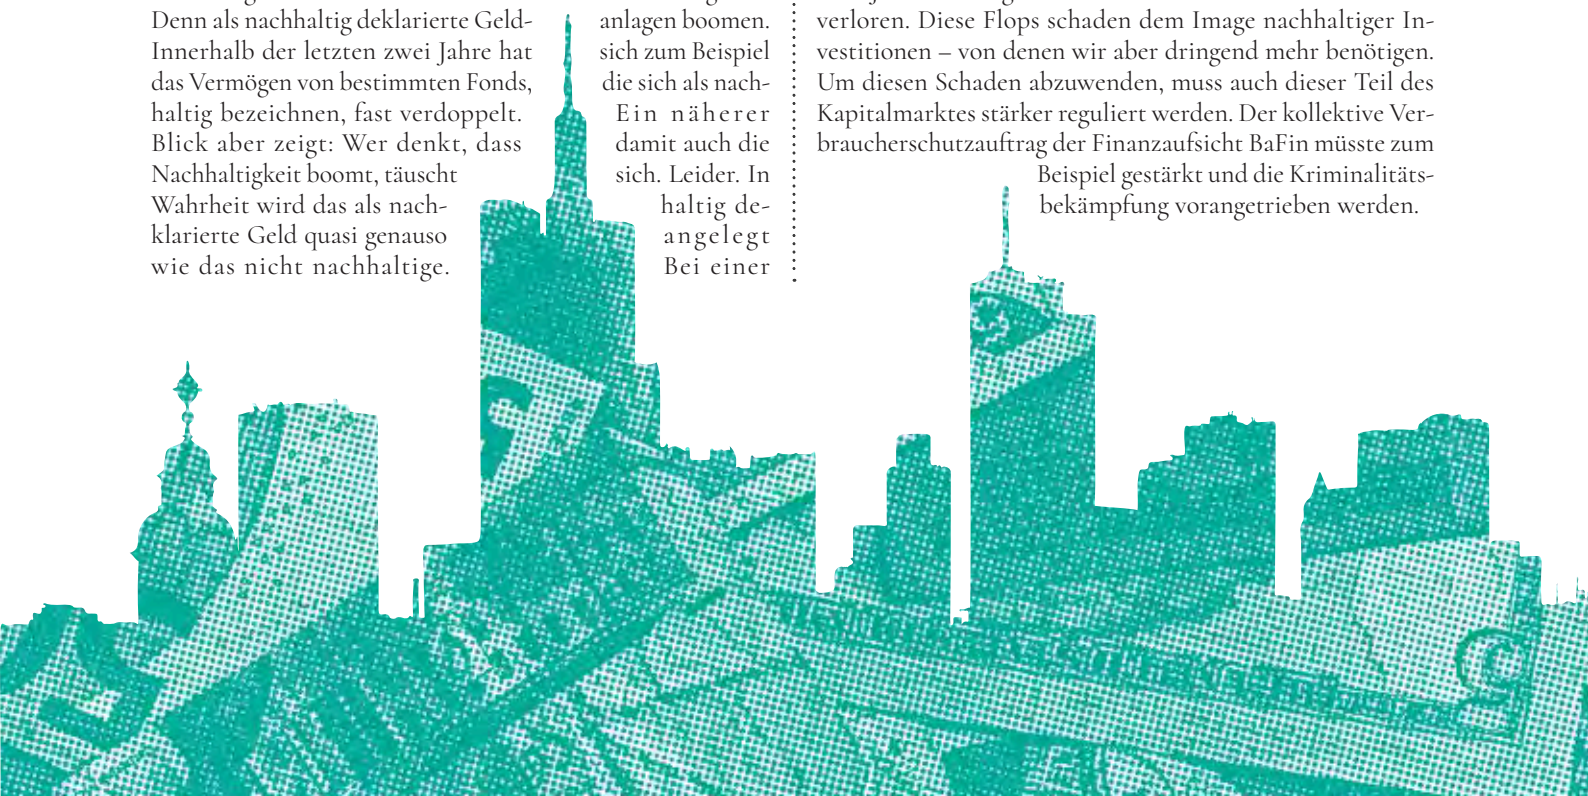 Denn als nachhaltig deklarierte Geld- anlagen boomen.
Innerhalb der letzten zwei Jahre hat sich zum Beispiel
das Vermögen von bestimmten Fonds, die sich als nach-
haltig bezeichnen, fast verdoppelt. Ein näherer
Blick aber zeigt: Wer denkt, dass damit auch die
Nachhaltigkeit boomt, täuscht sich. Leider. In
Wahrheit wird das als nach- haltig de-
klarierte Geld quasi genauso angelegt
wie das nicht nachhaltige. Bei einer
verloren. Diese Flops schaden dem Image nachhaltiger In-
vestitionen – von denen wir aber dringend mehr benötigen.
Um diesen Schaden abzuwenden, muss auch dieser Teil des
Kapitalmarktes stärker reguliert werden. Der kollektive Ver-
braucherschutzauftrag der Finanzaufsicht BaFin müsste zum
Beispiel gestärkt und die Kriminalitäts-
bekämpfung vorangetrieben werden.